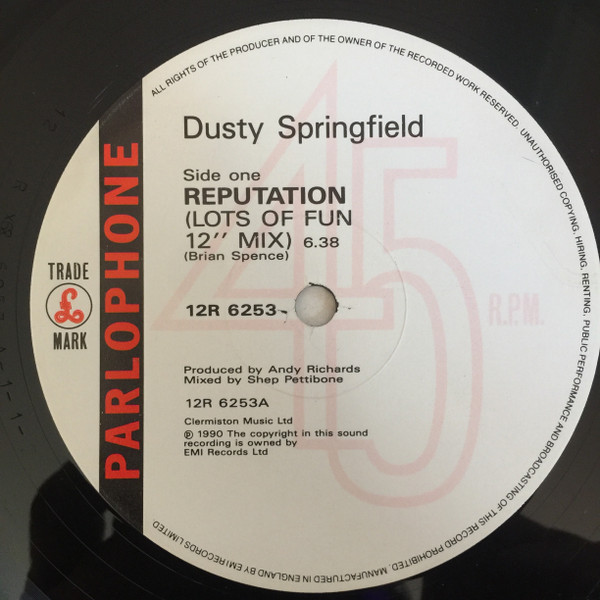 ALL RIGHTS OF THE PRODUCER AND OF THE OWNER OF THE RECORDED WORK RESERVED. UNAUTHORISED COPYING, HIRING, RENTING, PUBLIC PERFORMANCE AND BROADCASTING OF THIS RECORD PROHIBITED. MANUFACTURED IN ENGLAND BY EMI RECORDS LIMITED
PARLOPHONE
TRADE
£
MARK
45
R.P.M.
Dusty Springfield
Side one
REPUTATION
(LOTS OF FUN
12″ MIX) 6.38
(Brian Spence)
12R 6253
Produced by Andy Richards
Mixed by Shep Pettibone
12R 6253A
Clermiston Music Ltd
℗ 1990 The copyright in this sound
recording is owned by
EMI Records Ltd